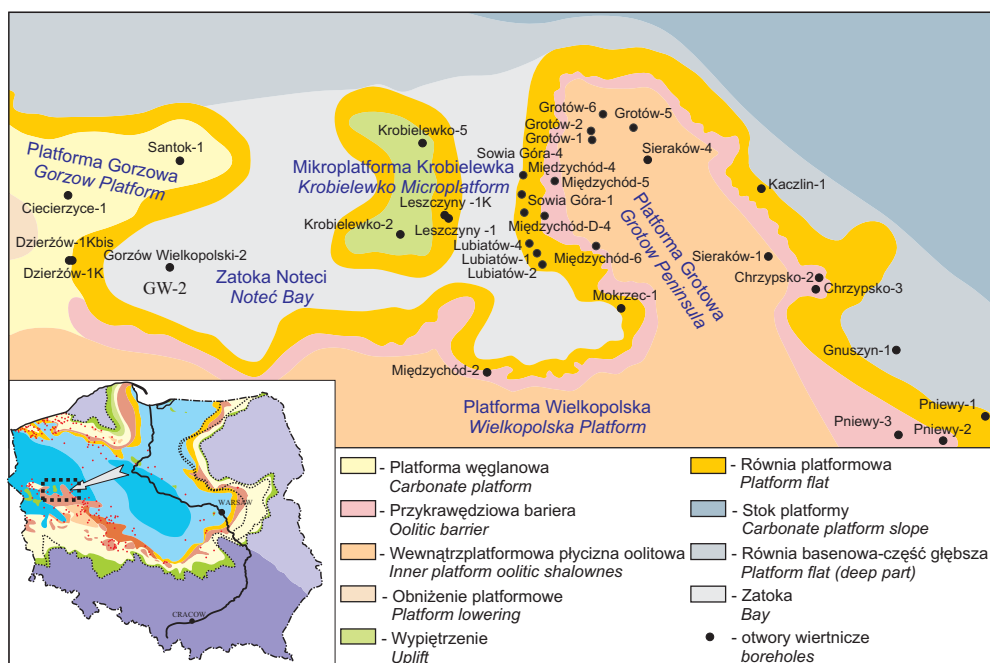 Grotów-6
Grotów-5
Grotów-2
Grotów-1
Krobielewko-5
Santok-1
Sowia Góra-4
Sieraków-4
Platforma Gorzowa
Gorzow Platform
Mikroplatforma Krobielewka
Krobielewko Microplatform
Międzychód-4
Międzychód-5
Kaczlin-1
Ciecierzyce-1
Leszczyny -1K
Sowia Góra-1
Krobielewko-2
Leszczyny -1
Międzychód-D-4
Platforma Grotowa
Grotow Peninsula
Dzierżów-1Kbis
Gorzów Wielkopolski-2
Lubiatów-4
Lubiatów-1
Międzychód-6
Sieraków-1
Dzierżów-1K
Lubiatów-2
Chrzypsko-2
GW-2
Zatoka Noteci
Noteć Bay
Mokrzec-1
Chrzypsko-3
Gnuszyn-1
Międzychód-2
Platforma Wielkopolska
Wielkopolska Platform
Pniewy-1
Pniewy-3
Pniewy-2
WARSAW
CRACOW
- Platforma węglanowa
Carbonate platform
- Przykrawędziowa bariera
Oolitic barrier
- Wewnątrzplatformowa płycizna oolitowa
Inner platform oolitic shalownes
- Obniżenie platformowe
Platform lowering
- Wypiętrzenie
Uplift
- Równia platformowa
Platform flat
- Stok platformy
Carbonate platform slope
- Równia basenowa-część głębsza
Platform flat (deep part)
- Zatoka
Bay
- otwory wiertnicze
boreholes